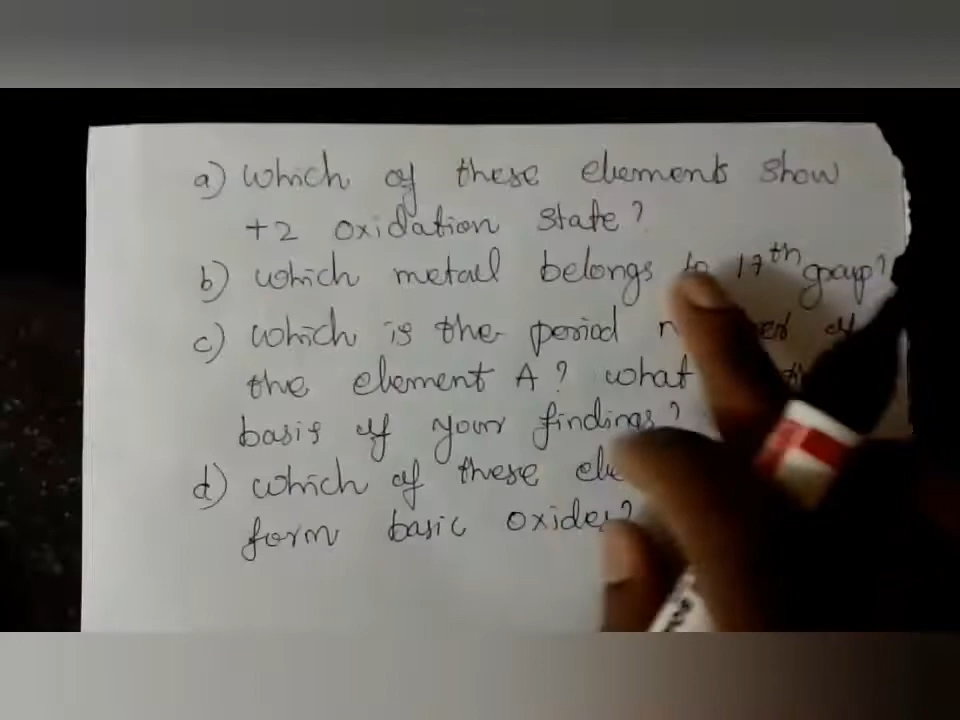 a) which of these elements show
+2 oxidation state?
b) which metal belongs to 17th group?
c) which is the period
the element A? what
basis of your findings?
d) which of these
form basic oxides?